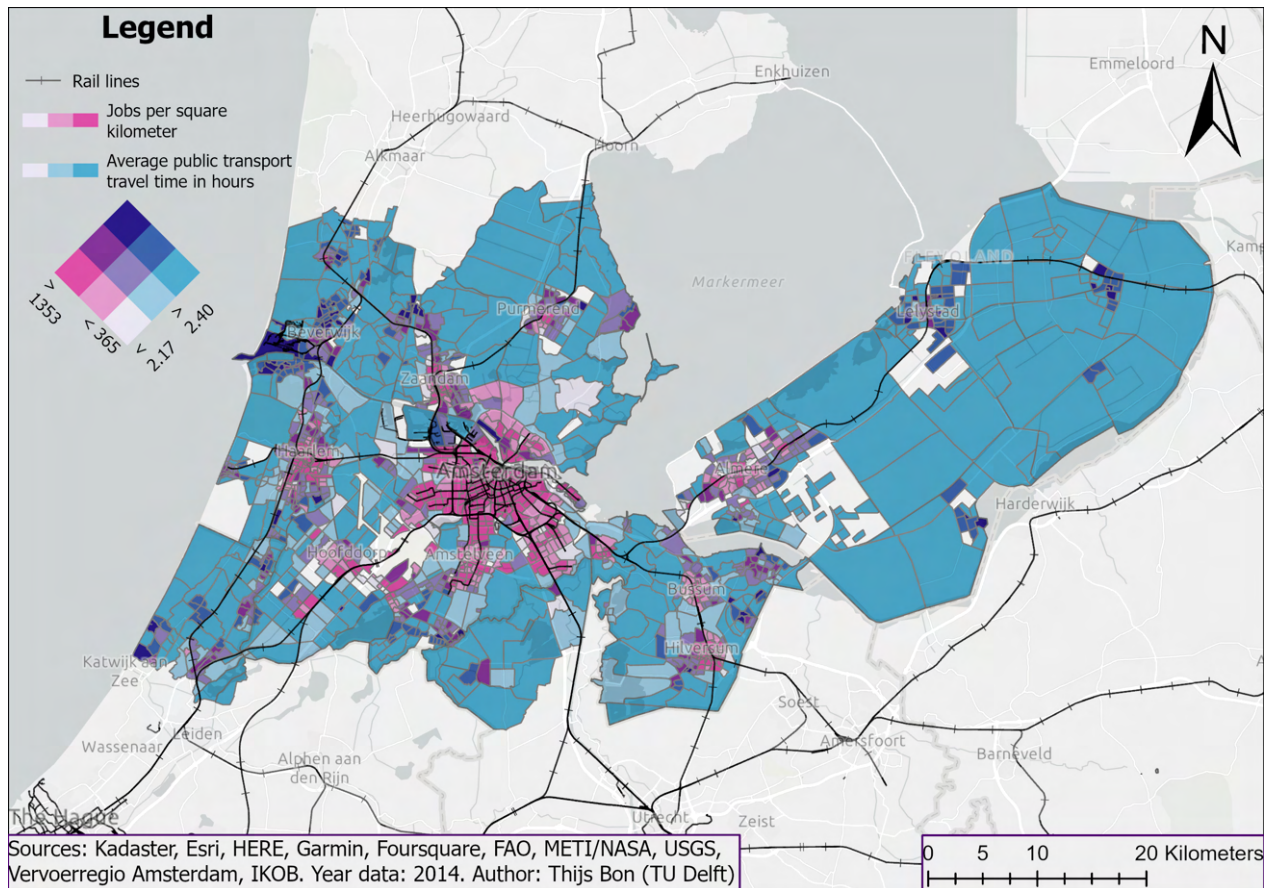 Legend
N
Rail lines
Jobs per square
kilometer
Average public transport
travel time in hours
>
1353
< 365
<
2.17
>
2.40
Enkhuizen
Emmeloord
Heerhugowaard
Alkmaar
Hoorn
FLEVOLAND
Markermeer
Purmerend
Lelystad
Beverwijk
Zaandam
Haarlem
Amsterdam
Almere
Harderwijk
Hoofddorp
Amstelveen
Bussum
Hilversum
Katwijk aan
Zee
Soest
Leiden
Wassenaar
Amersfoort
Barneveld
Alphen aan
den Rijn
The Hague
Utrecht
Zeist
Sources: Kadaster, Esri, HERE, Garmin, Foursquare, FAO, METI/NASA, USGS,
Vervoerregio Amsterdam, IKOB. Year data: 2014. Author: Thijs Bon (TU Delft)
0 5 10 20 Kilometers